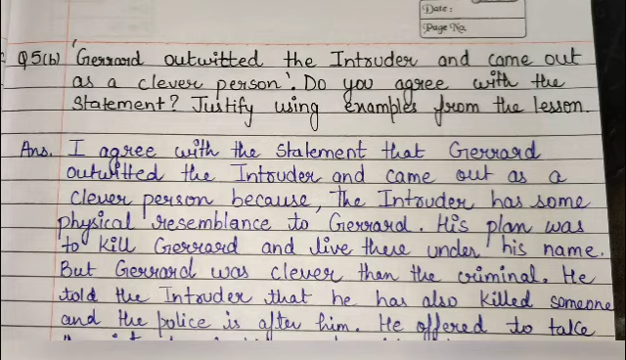 Date:
Page No.
Q5(b) 'Gerrard outwitted the Intruder and came out
as a clever person'. Do you agree with the
statement? Justify using examples from the lesson.
Ans. I agree with the statement that Gerrard
outwitted the Intruder and came out as a
clever person because, The Intruder has some
physical resemblance to Gerrard. His plan was
to kill Gerrard and live there under his name.
But Gerrard was clever than the criminal. He
told the Intruder that he has also killed someone
and the police is after him. He offered to take